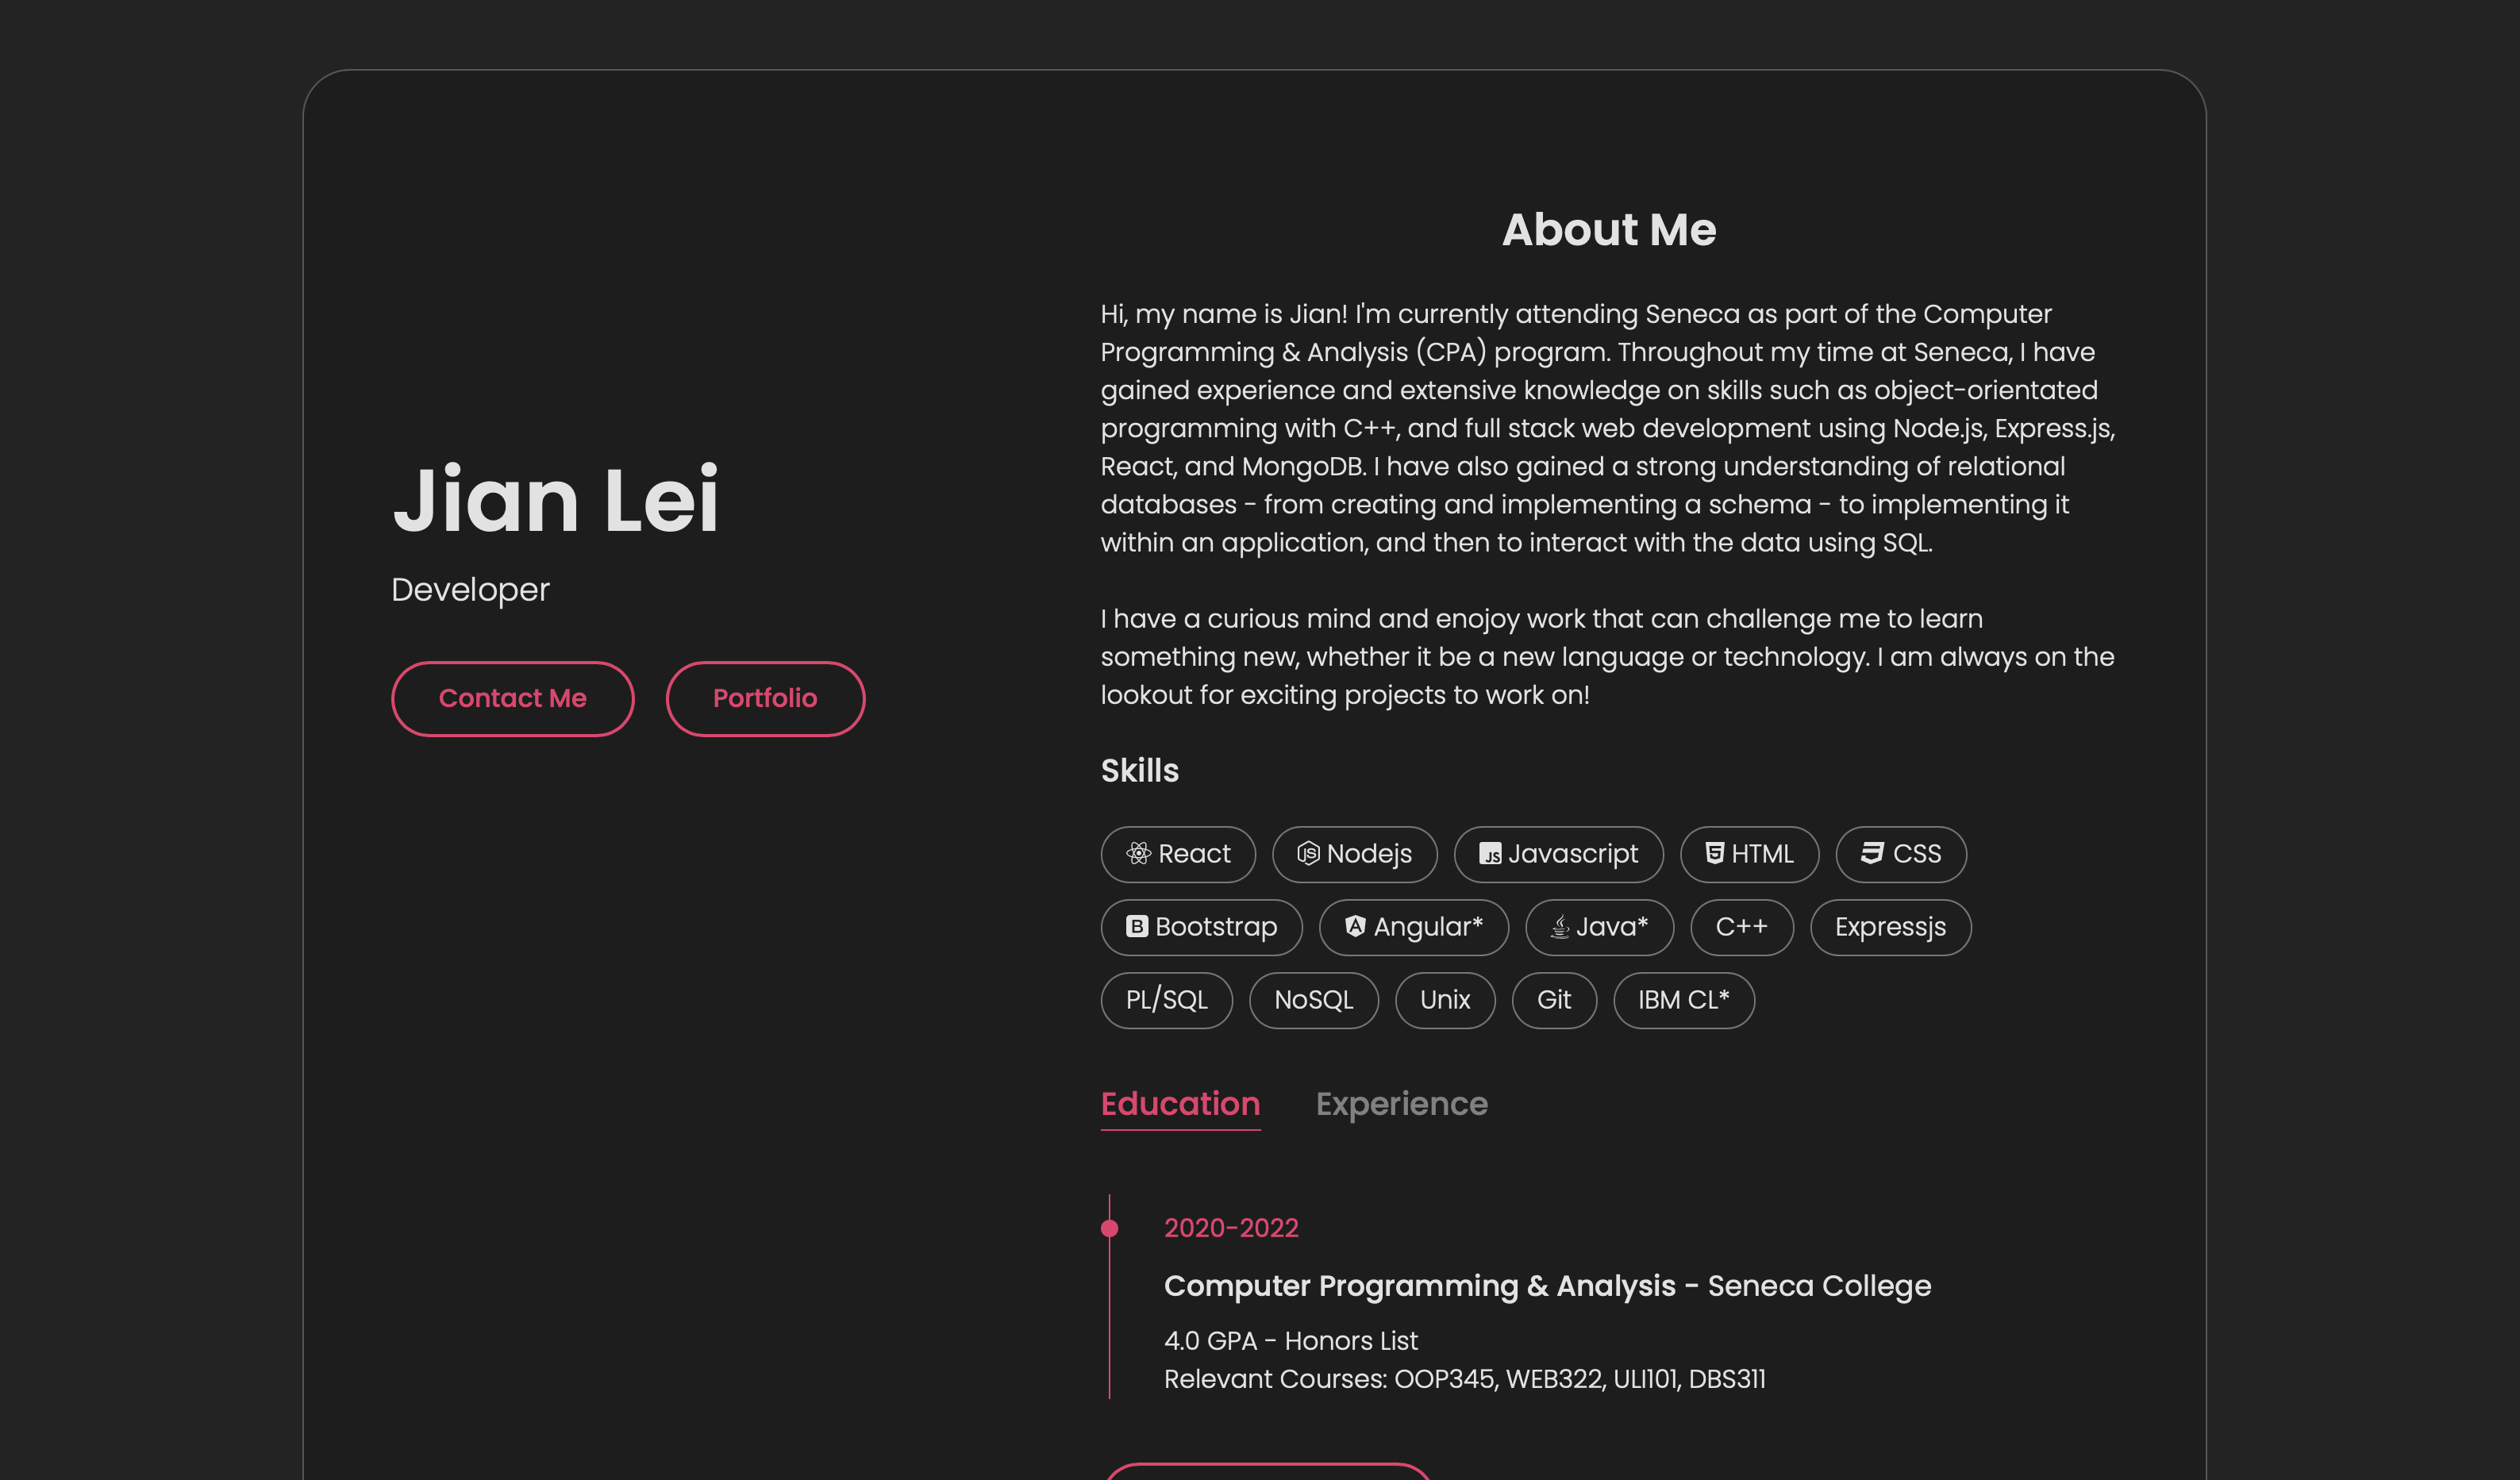 Jian Lei
Developer
Contact Me
Portfolio
About Me
Hi, my name is Jian! I'm currently attending Seneca as part of the Computer
Programming & Analysis (CPA) program. Throughout my time at Seneca, I have
gained experience and extensive knowledge on skills such as object-orientated
programming with C++, and full stack web development using Node.js, Express.js,
React, and MongoDB. I have also gained a strong understanding of relational
databases - from creating and implementing a schema - to implementing it
within an application, and then to interact with the data using SQL.
I have a curious mind and enojoy work that can challenge me to learn
something new, whether it be a new language or technology. I am always on the
lookout for exciting projects to work on!
Skills
React Nodejs JS Javascript HTML CSS
B Bootstrap Angular* Java* C++ Expressjs
PL/SQL NoSQL Unix Git IBM CL*
Education Experience
2020-2022
Computer Programming & Analysis - Seneca College
4.0 GPA - Honors List
Relevant Courses: OOP345, WEB322, ULI101, DBS311